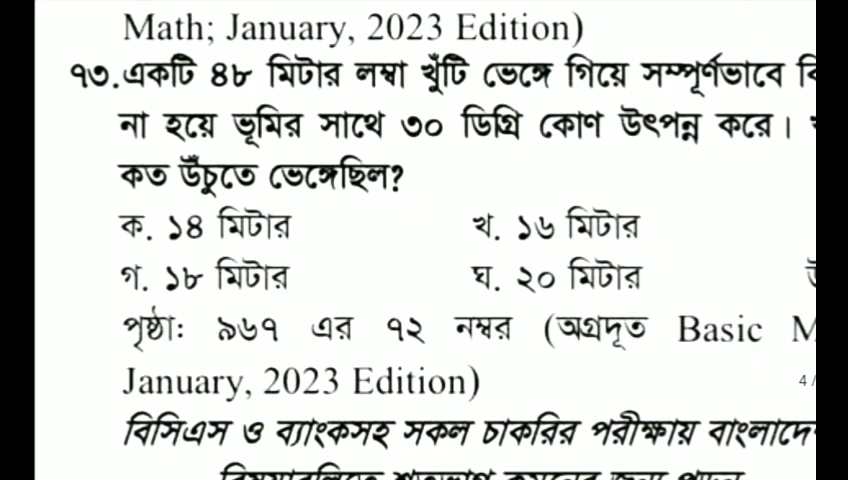 Math; January, 2023 Edition)
৭৩.একটি ৪৮ মিটার লম্বা খুঁটি ভেঙ্গে গিয়ে সম্পূর্ণভাবে
না হয়ে ভূমির সাথে ৩০ ডিগ্রি কোণ উৎপন্ন করে।
কত উঁচুতে ভেঙ্গেছিল?
ক. ১৪ মিটার খ. ১৬ মিটার
গ. ১৮ মিটার ঘ. ২০ মিটার
পৃষ্ঠা: ৯৬৭ এর ৭২ নম্বর (অগ্রদূত Basic M
January, 2023 Edition)
4/
বিসিএস ও ব্যাংকসহ সকল চাকরির পরীক্ষায়